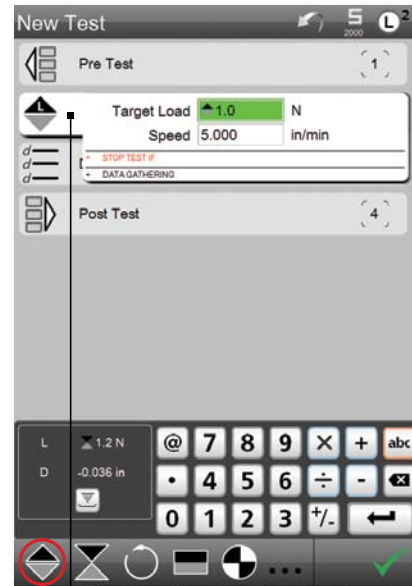 New Test
5
2000
L2
Pre Test
1
L
Target Load 1.0 N
Speed 5.000 in/min
- STOP TEST IF
- DATA GATHERING
d
d
d
D
Post Test
4
L 1.2 N
D -0.036 in
@ 7 8 9 × + abc
• 4 5 6 ÷ -
0 1 2 3 +/-
...